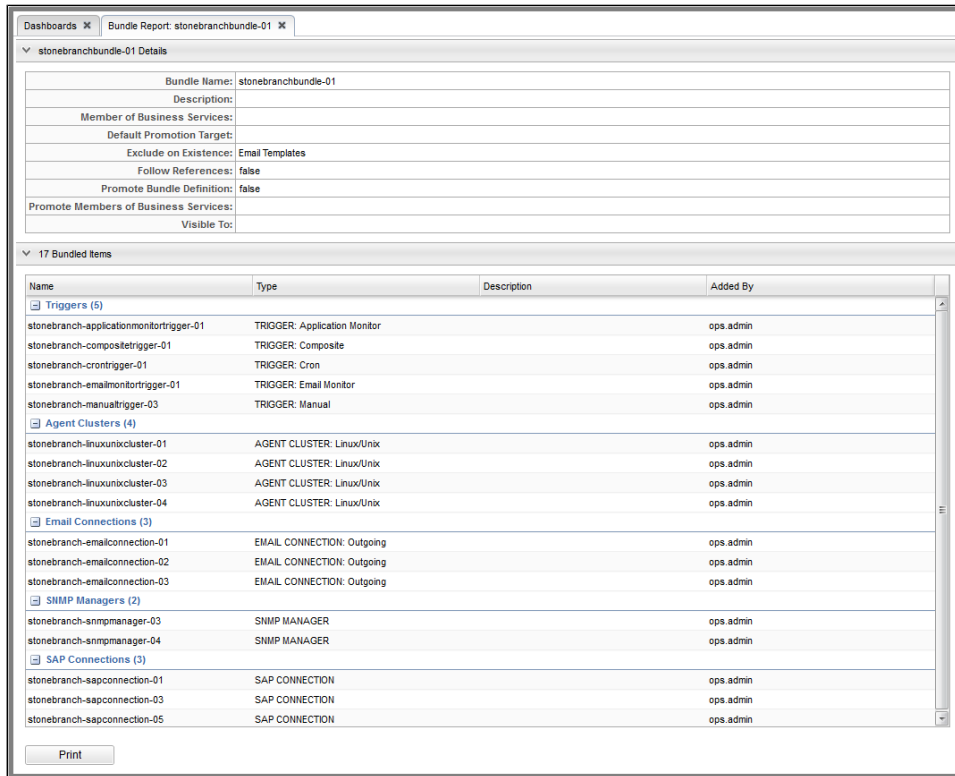 Dashboards Bundle Report: stonebranchbundle-01
stonebranchbundle-01 Details
Bundle Name: stonebranchbundle-01
Description:
Member of Business Services:
Default Promotion Target:
Exclude on Existence: Email Templates
Follow References: false
Promote Bundle Definition: false
Promote Members of Business Services:
Visible To:
17 Bundled Items
Name Type Description Added By
Triggers (5)
stonebranch-applicationmonitortrigger-01 TRIGGER: Application Monitor ops.admin
stonebranch-compositetrigger-01 TRIGGER: Composite ops.admin
stonebranch-crontrigger-01 TRIGGER: Cron ops.admin
stonebranch-emailmonitortrigger-01 TRIGGER: Email Monitor ops.admin
stonebranch-manualtrigger-03 TRIGGER: Manual ops.admin
Agent Clusters (4)
stonebranch-linuxunixcluster-01 AGENT CLUSTER: Linux/Unix ops.admin
stonebranch-linuxunixcluster-02 AGENT CLUSTER: Linux/Unix ops.admin
stonebranch-linuxunixcluster-03 AGENT CLUSTER: Linux/Unix ops.admin
stonebranch-linuxunixcluster-04 AGENT CLUSTER: Linux/Unix ops.admin
Email Connections (3)
stonebranch-emailconnection-01 EMAIL CONNECTION: Outgoing ops.admin
stonebranch-emailconnection-02 EMAIL CONNECTION: Outgoing ops.admin
stonebranch-emailconnection-03 EMAIL CONNECTION: Outgoing ops.admin
SNMP Managers (2)
stonebranch-snmpmanager-03 SNMP MANAGER ops.admin
stonebranch-snmpmanager-04 SNMP MANAGER ops.admin
SAP Connections (3)
stonebranch-sapconnection-01 SAP CONNECTION ops.admin
stonebranch-sapconnection-03 SAP CONNECTION ops.admin
stonebranch-sapconnection-05 SAP CONNECTION ops.admin
Print